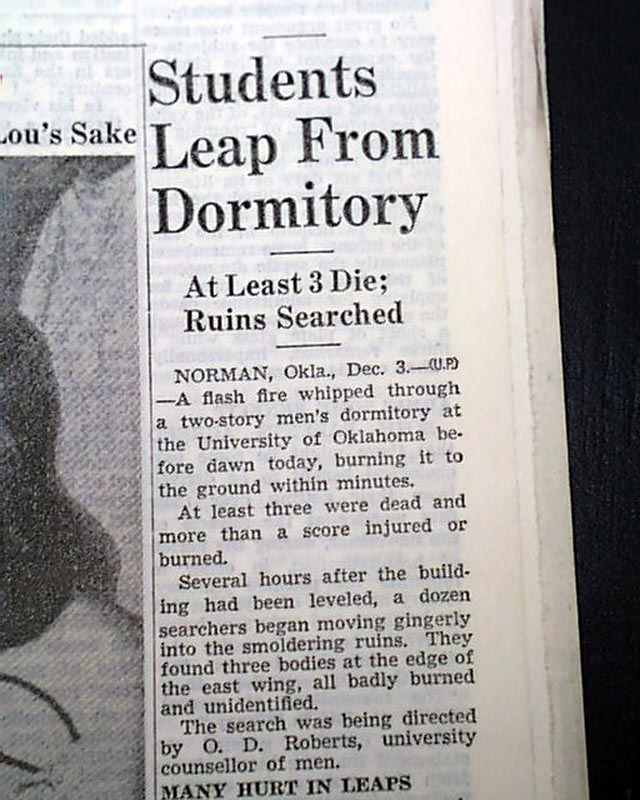 Lou's Sake
Students
Leap From
Dormitory
At Least 3 Die;
Ruins Searched
NORMAN, Okla., Dec. 3.—(U.P.)
—A flash fire whipped through
a two-story men's dormitory at
the University of Oklahoma be-
fore dawn today, burning it to
the ground within minutes.
At least three were dead and
more than a score injured or
burned.
Several hours after the build-
ing had been leveled, a dozen
searchers began moving gingerly
into the smoldering ruins. They
found three bodies at the edge of
the east wing, all badly burned
and unidentified.
The search was being directed
by O. D. Roberts, university
counsellor of men.
MANY HURT IN LEAPS